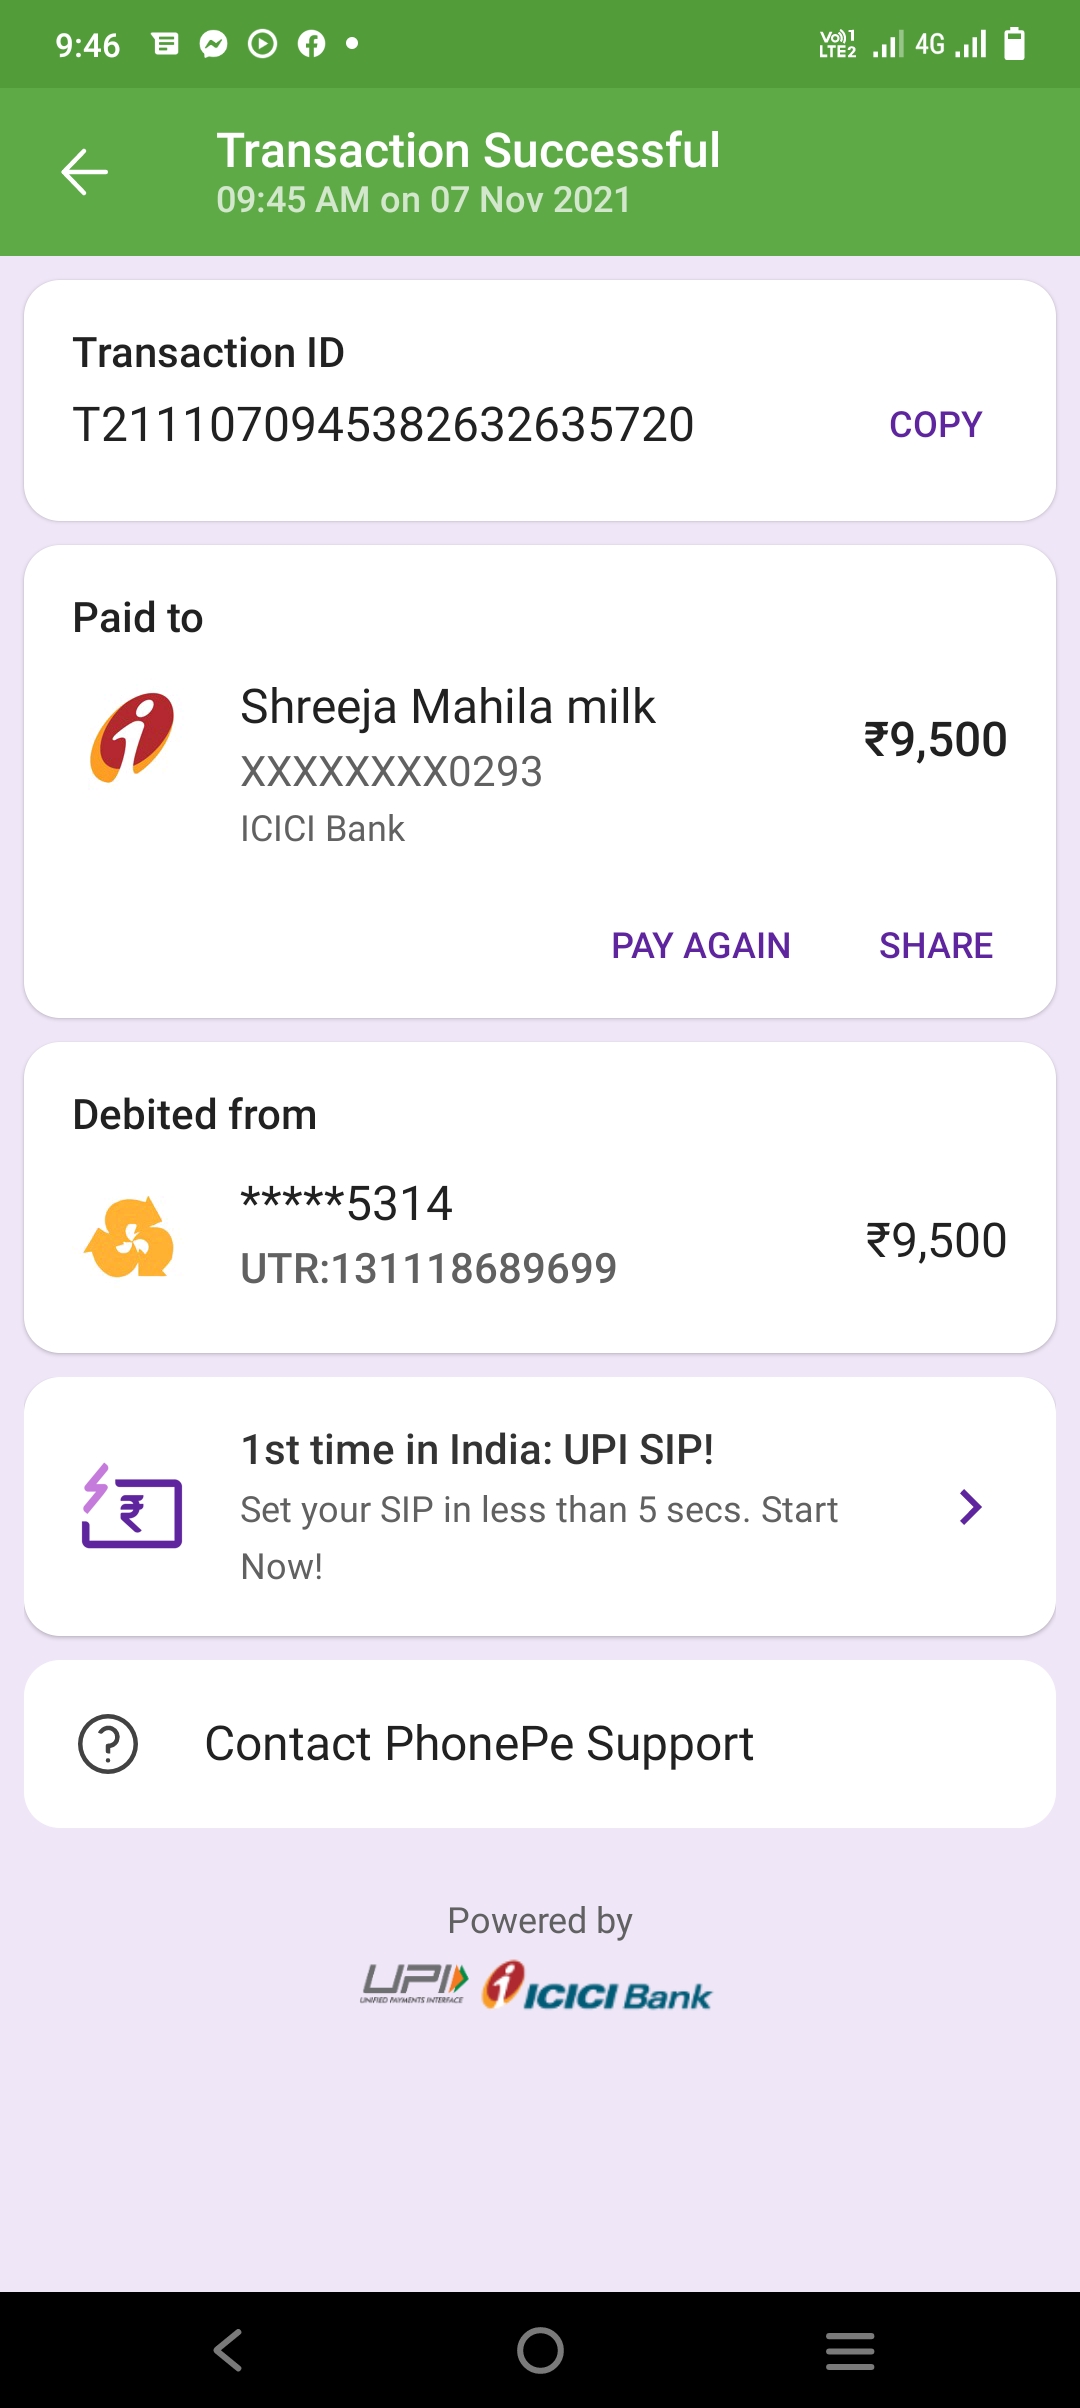 9:46
Vo))1
LTE2
4G
Transaction Successful
09:45 AM on 07 Nov 2021
Transaction ID
T2111070945382632635720
COPY
Paid to
Shreeja Mahila milk
₹9,500
XXXXXXXX0293
ICICI Bank
PAY AGAIN
SHARE
Debited from
*****5314
₹9,500
UTR:131118689699
1st time in India: UPI SIP!
Set your SIP in less than 5 secs. Start
Now!
Contact PhonePe Support
Powered by
UPI
UNIFIED PAYMENTS INTERFACE
ICICI Bank